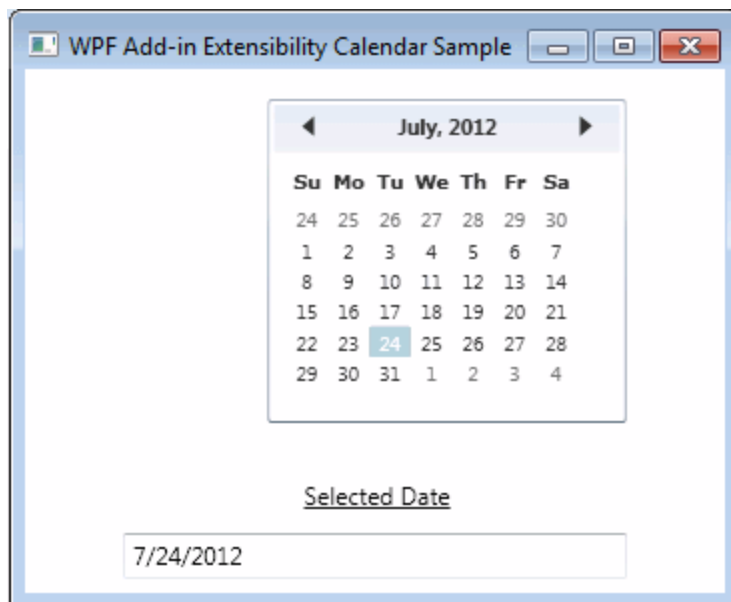 WPF Add-in Extensibility Calendar Sample
July, 2012
Su Mo Tu We Th Fr Sa
24 25 26 27 28 29 30
1 2 3 4 5 6 7
8 9 10 11 12 13 14
15 16 17 18 19 20 21
22 23 24 25 26 27 28
29 30 31 1 2 3 4
Selected Date
7/24/2012